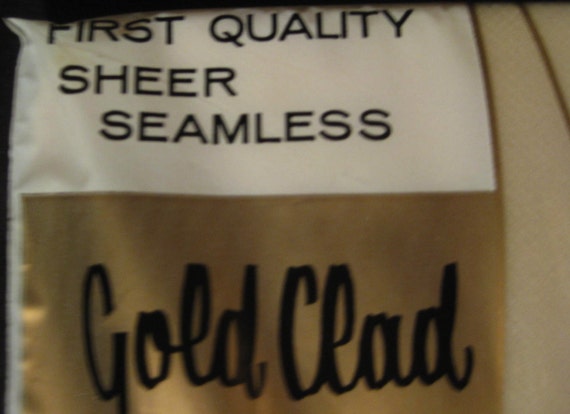 FIRST QUALITY
SHEER
SEAMLESS
Gold Clad